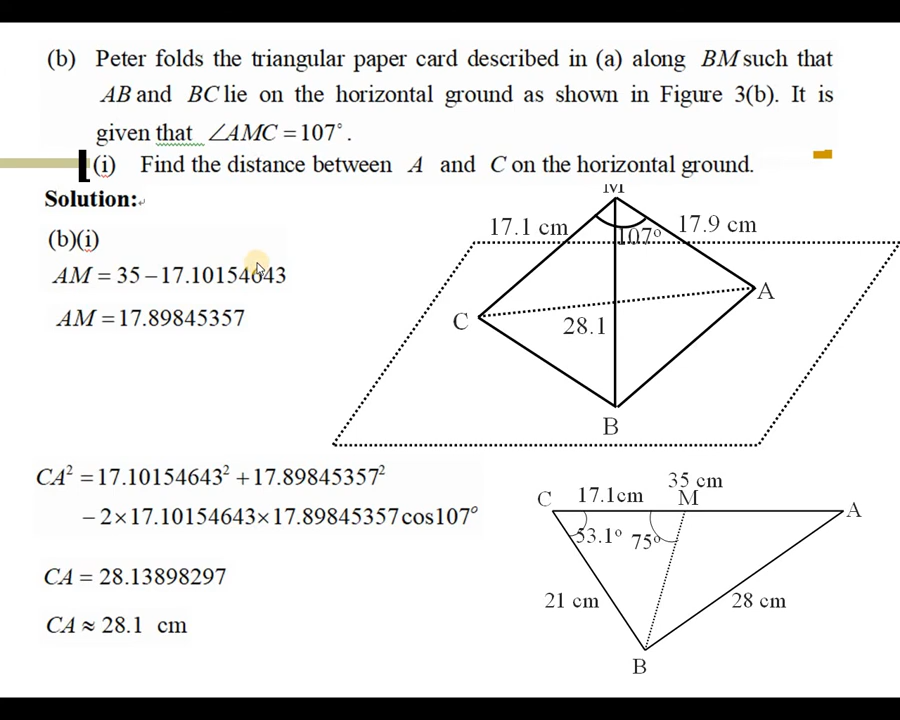 (b) Peter folds the triangular paper card described in (a) along BM such that
AB and BC lie on the horizontal ground as shown in Figure 3(b). It is
given that ∠AMC = 107°.
(i) Find the distance between A and C on the horizontal ground.
Solution:
(b)(i)
AM = 35 − 17.10154643
AM = 17.89845357
M
17.1 cm
17.9 cm
107°
A
C
28.1
B
CA² = 17.10154643² + 17.89845357²
− 2 × 17.10154643 × 17.89845357 cos107°
CA = 28.13898297
CA ≈ 28.1 cm
35 cm
C 17.1cm M A
53.1° 75°
21 cm 28 cm
B